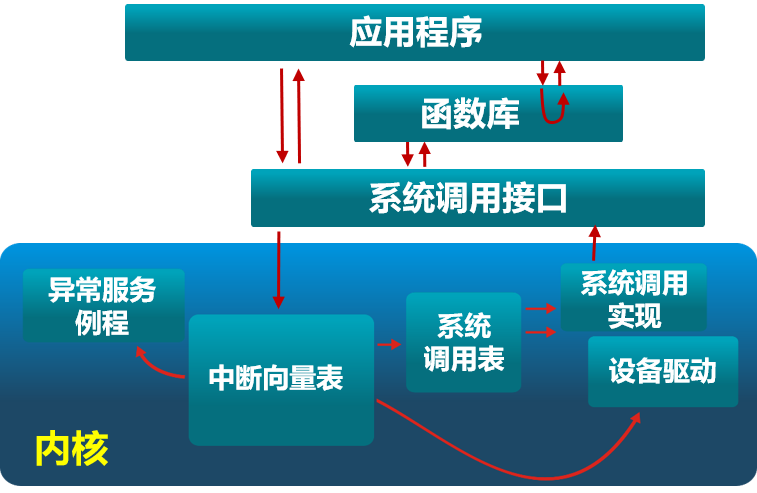 应用程序
函数库
系统调用接口
异常服务
例程
中断向量表
系统
调用表
系统调用
实现
设备驱动
内核